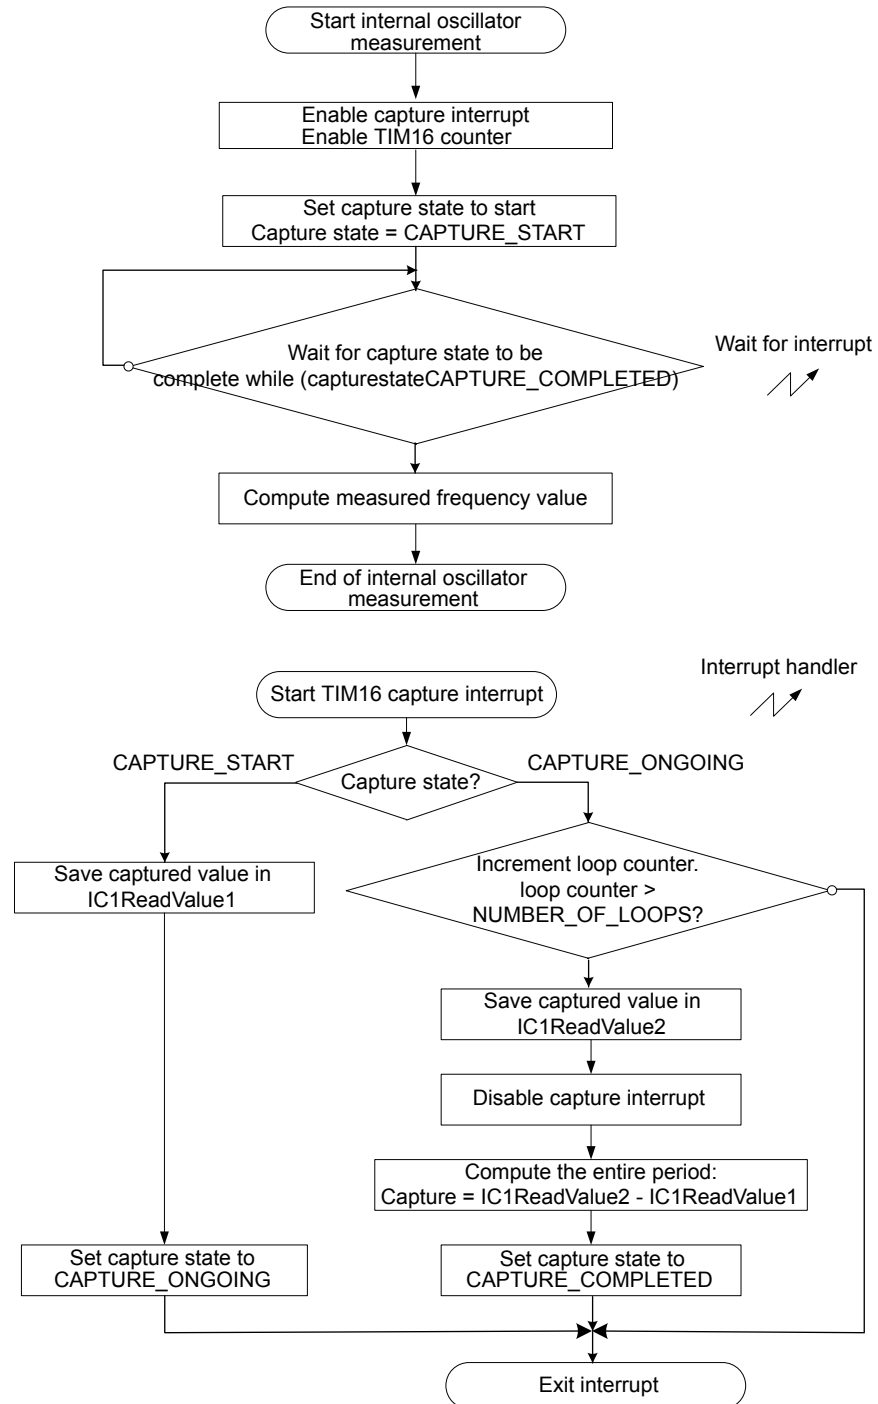 Start internal oscillator
measurement
Enable capture interrupt
Enable TIM16 counter
Set capture state to start
Capture state = CAPTURE_START
Wait for capture state to be
complete while (capturestateCAPTURE_COMPLETED)
Wait for interrupt
Compute measured frequency value
End of internal oscillator
measurement
Interrupt handler
Start TIM16 capture interrupt
CAPTURE_START
Capture state?
CAPTURE_ONGOING
Save captured value in
IC1ReadValue1
Increment loop counter.
loop counter >
NUMBER_OF_LOOPS?
Save captured value in
IC1ReadValue2
Disable capture interrupt
Compute the entire period:
Capture = IC1ReadValue2 - IC1ReadValue1
Set capture state to
CAPTURE_ONGOING
Set capture state to
CAPTURE_COMPLETED
Exit interrupt